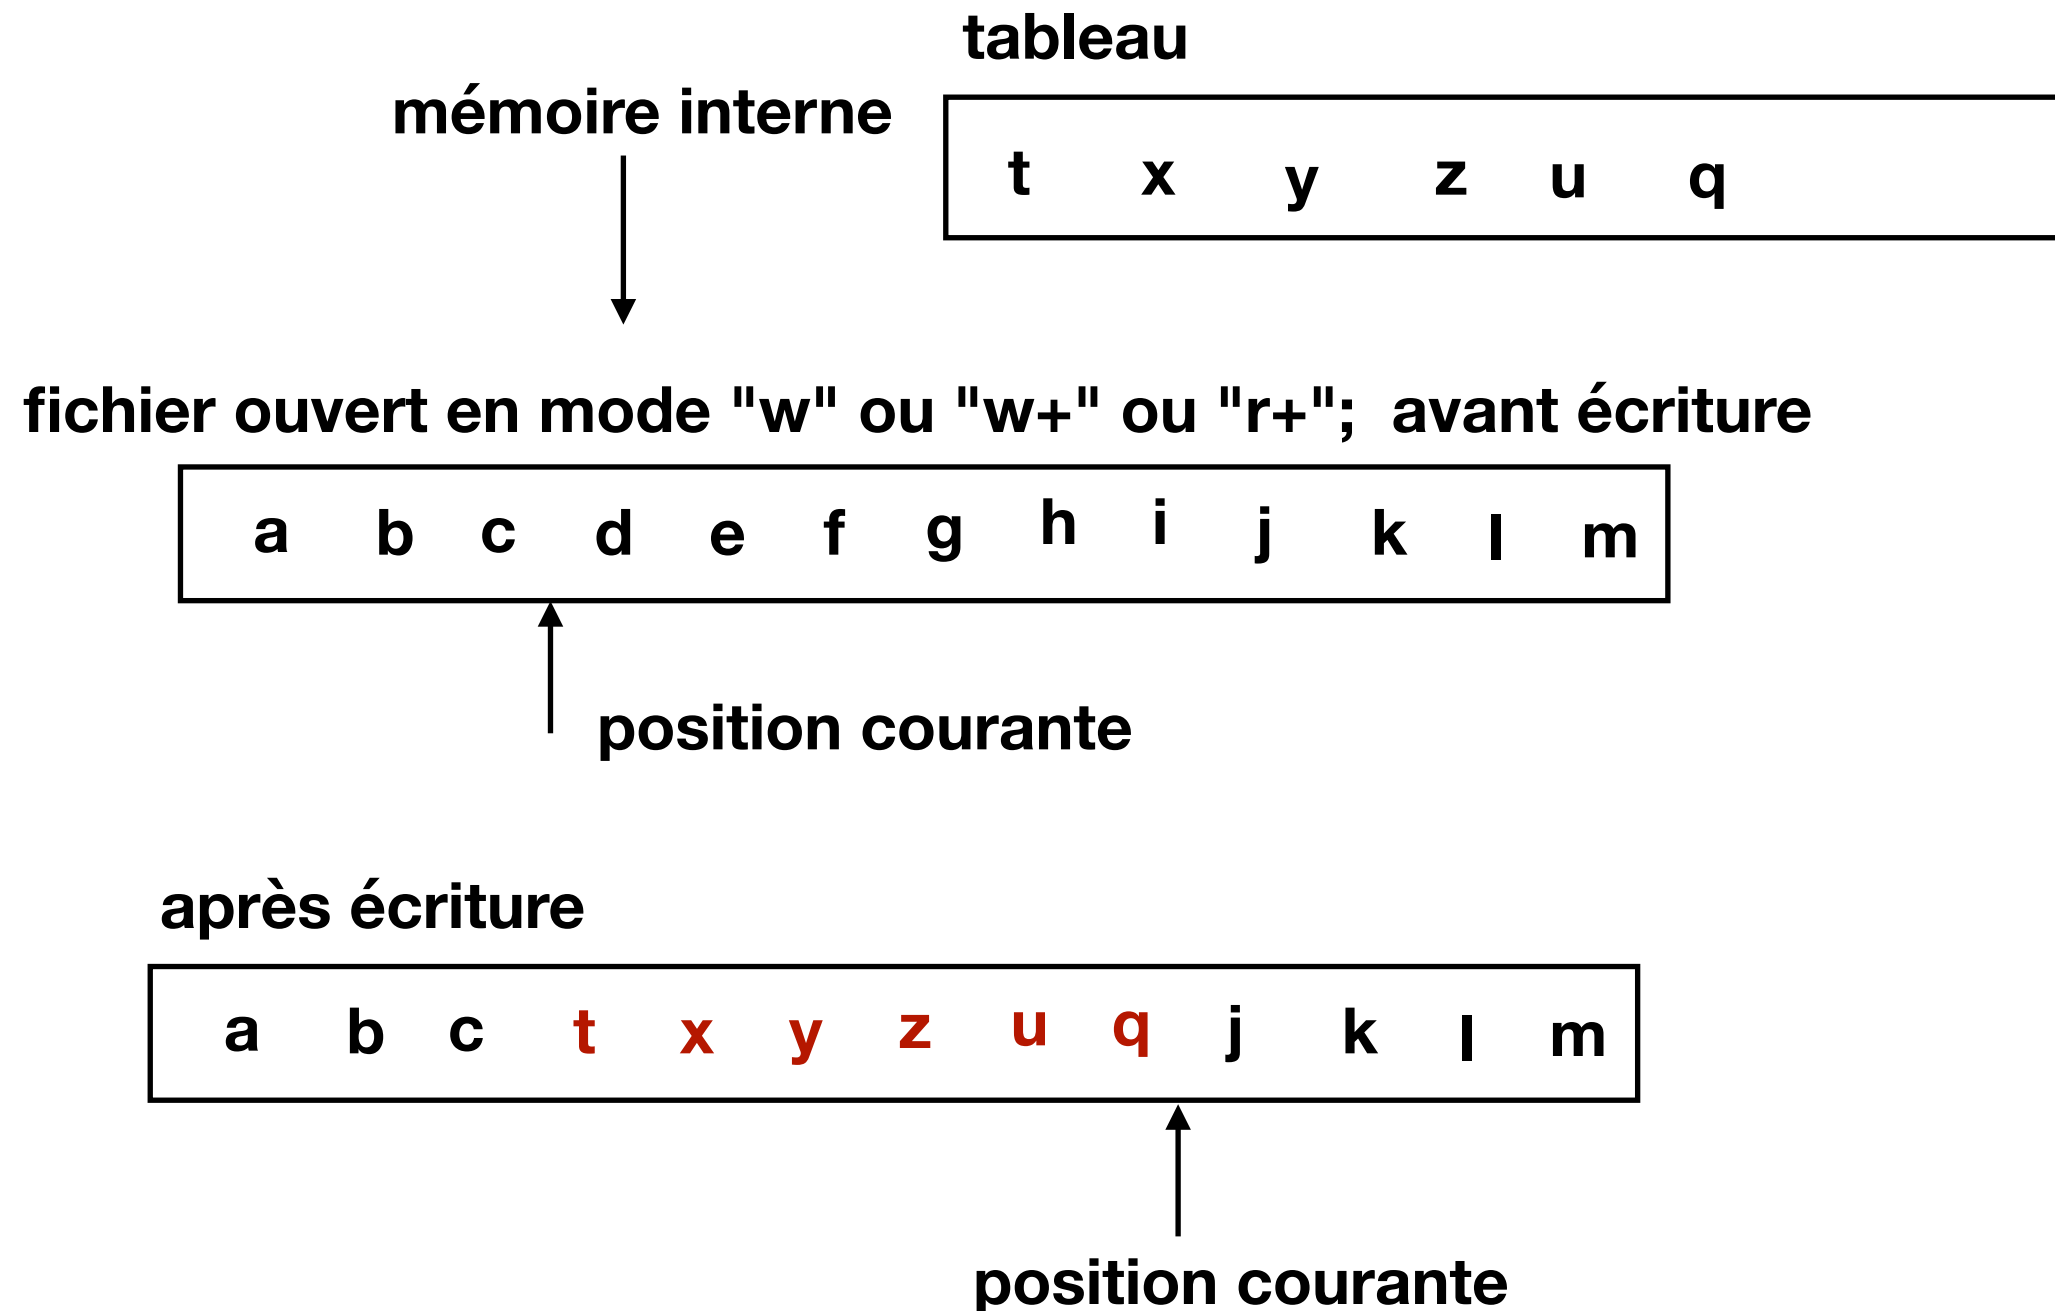 tableau
mémoire interne
t x y z u q
fichier ouvert en mode "w" ou "w+" ou "r+"; avant écriture
a b c d e f g h i j k l m
position courante
après écriture
a b c t x y z u q j k l m
position courante